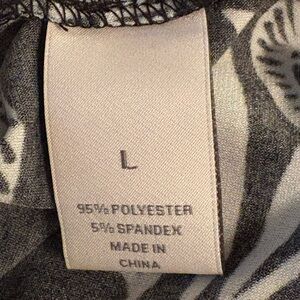 L
95% POLYESTER
5% SPANDEX
MADE IN
CHINA